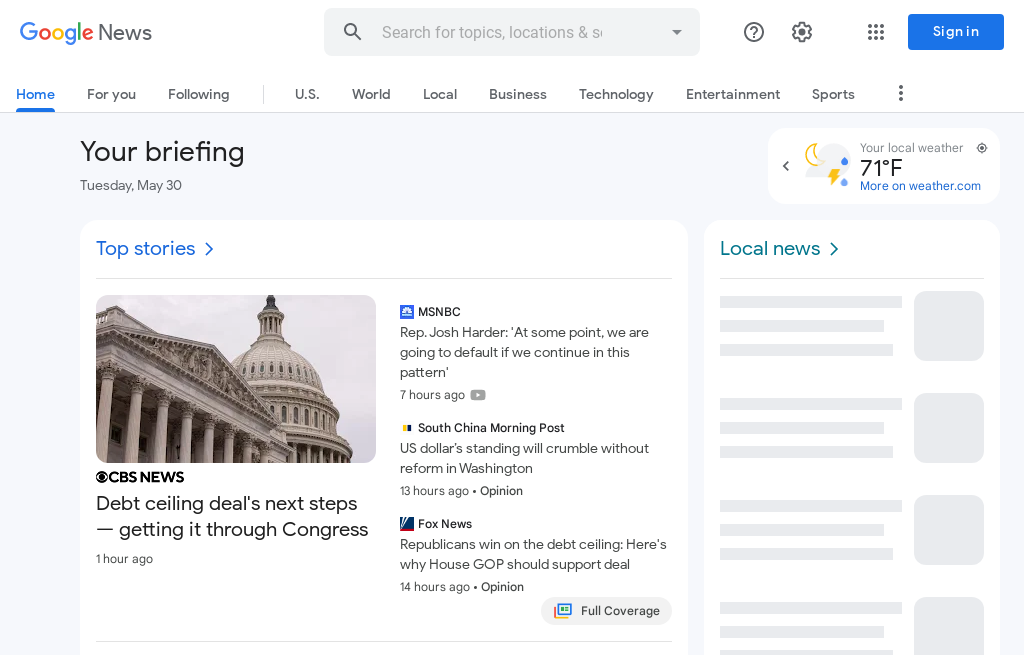 Google News
Search for topics, locations & so
Sign in
Home
For you
Following
U.S.
World
Local
Business
Technology
Entertainment
Sports
Your briefing
Tuesday, May 30
Your local weather
71°F
More on weather.com
Top stories
CBS NEWS
Debt ceiling deal's next steps
— getting it through Congress
1 hour ago
MSNBC
Rep. Josh Harder: 'At some point, we are
going to default if we continue in this
pattern'
7 hours ago
South China Morning Post
US dollar's standing will crumble without
reform in Washington
13 hours ago • Opinion
Fox News
Republicans win on the debt ceiling: Here's
why House GOP should support deal
14 hours ago • Opinion
Full Coverage
Local news